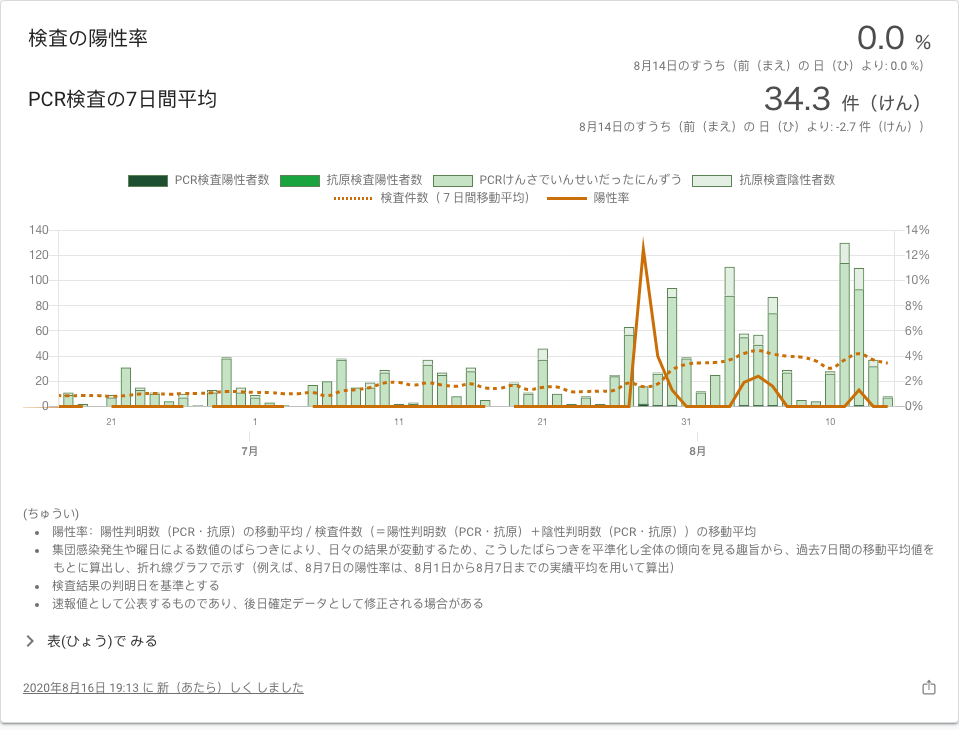 検査の陽性率
0.0 %
8月14日のすうち（前（まえ）の 日（ひ）より: 0.0 %）
PCR検査の7日間平均
34.3 件（けん）
8月14日のすうち（前（まえ）の 日（ひ）より: -2.7 件（けん））
PCR検査陽性者数 抗原検査陽性者数 PCRけんさでいんせいだったにんずう 抗原検査陰性者数
検査件数（７日間移動平均） 陽性率
140 14%
120 12%
100 10%
80 8%
60 6%
40 4%
20 2%
0 0%
21 1 11 21 31 10
7月 8月
(ちゅうい)
• 陽性率：陽性判明数（PCR・抗原）の移動平均 / 検査件数（＝陽性判明数（PCR・抗原）＋陰性判明数（PCR・抗原））の移動平均
• 集団感染発生や曜日による数値のばらつきにより、日々の結果が変動するため、こうしたばらつきを平準化し全体の傾向を見る趣旨から、過去7日間の移動平均値を
もとに算出し、折れ線グラフで示す（例えば、8月7日の陽性率は、8月1日から8月7日までの実績平均を用いて算出）
• 検査結果の判明日を基準とする
• 速報値として公表するものであり、後日確定データとして修正される場合がある
表(ひょう)で みる
2020年8月16日 19:13 に 新（あたら）しく しました